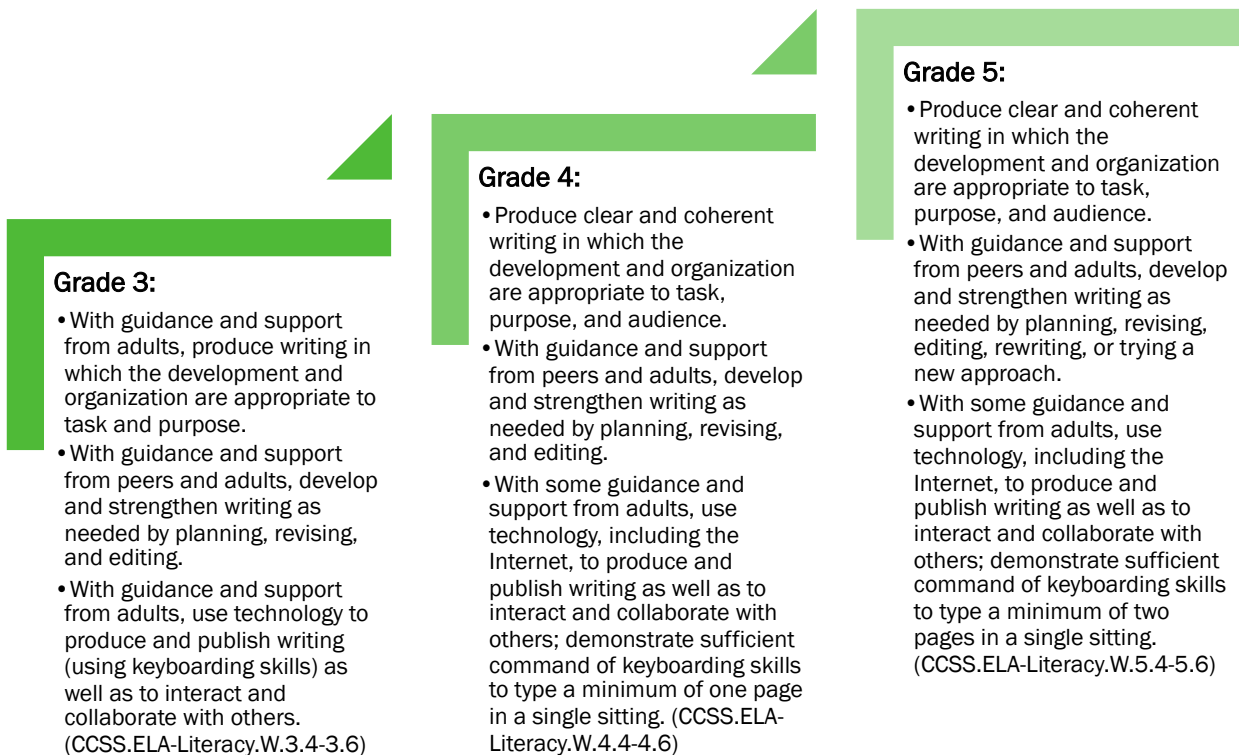 Grade 3:
•With guidance and support
from adults, produce writing in
which the development and
organization are appropriate to
task and purpose.
•With guidance and support
from peers and adults, develop
and strengthen writing as
needed by planning, revising,
and editing.
•With guidance and support
from adults, use technology to
produce and publish writing
(using keyboarding skills) as
well as to interact and
collaborate with others.
(CCSS.ELA-Literacy.W.3.4-3.6)
Grade 4:
•Produce clear and coherent
writing in which the
development and organization
are appropriate to task,
purpose, and audience.
•With guidance and support
from peers and adults, develop
and strengthen writing as
needed by planning, revising,
and editing.
•With some guidance and
support from adults, use
technology, including the
Internet, to produce and
publish writing as well as to
interact and collaborate with
others; demonstrate sufficient
command of keyboarding skills
to type a minimum of one page
in a single sitting. (CCSS.ELA-
Literacy.W.4.4-4.6)
Grade 5:
•Produce clear and coherent
writing in which the
development and organization
are appropriate to task,
purpose, and audience.
•With guidance and support
from peers and adults, develop
and strengthen writing as
needed by planning, revising,
editing, rewriting, or trying a
new approach.
•With some guidance and
support from adults, use
technology, including the
Internet, to produce and
publish writing as well as to
interact and collaborate with
others; demonstrate sufficient
command of keyboarding skills
to type a minimum of two
pages in a single sitting.
(CCSS.ELA-Literacy.W.5.4-5.6)